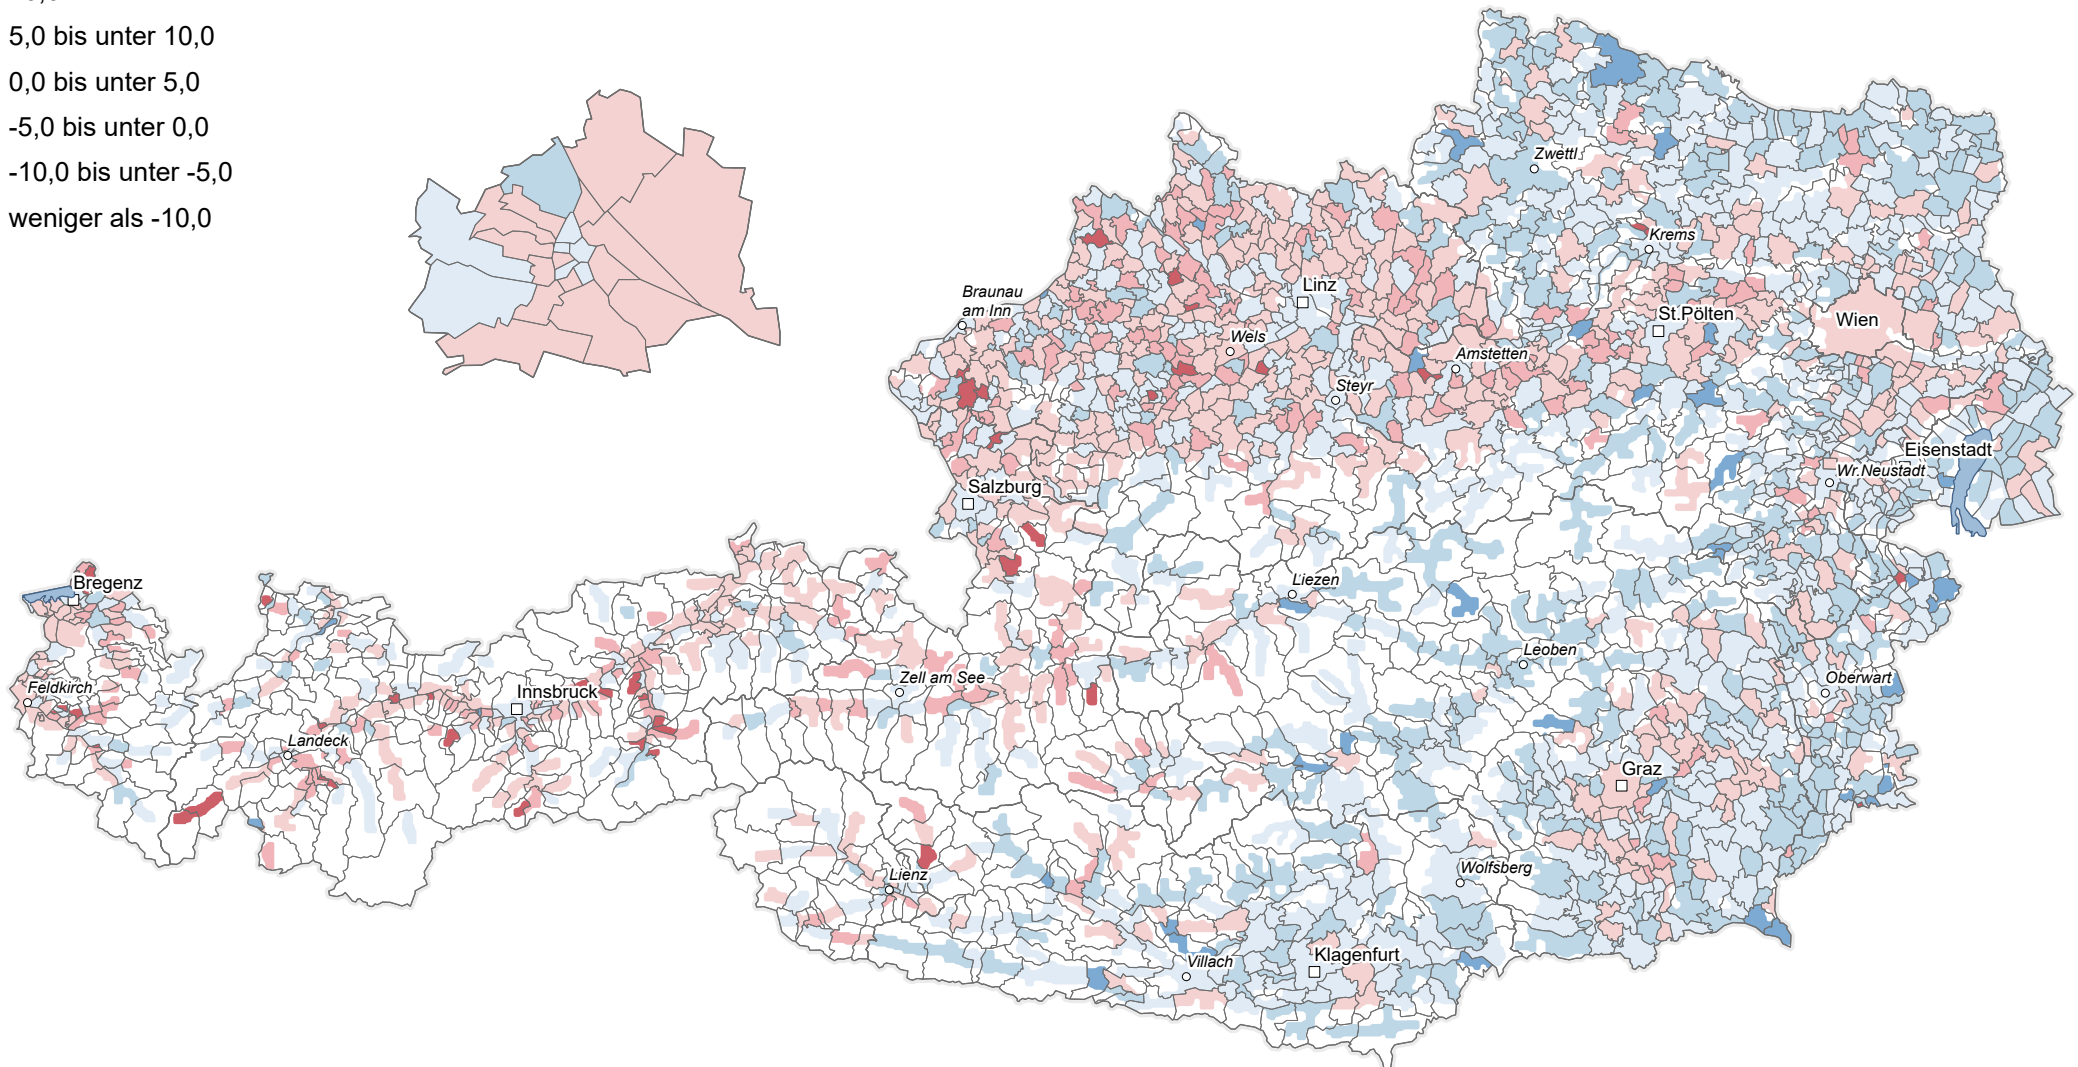 5,0 bis unter 10,0
0,0 bis unter 5,0
-5,0 bis unter 0,0
-10,0 bis unter -5,0
weniger als -10,0
Zwettl
Krems
Linz
Braunau
am Inn
St.Pölten
Wien
Wels
Amstetten
Steyr
Eisenstadt
Wr.Neustadt
Salzburg
Bregenz
Liezen
Leoben
Feldkirch
Innsbruck
Zell am See
Oberwart
Landeck
Graz
Lienz
Wolfsberg
Klagenfurt
Villach